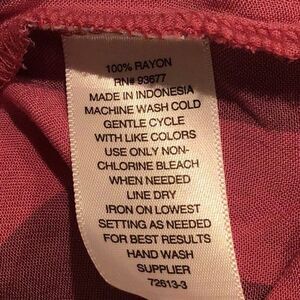 100% RAYON
RN# 93677
MADE IN INDONESIA
MACHINE WASH COLD
GENTLE CYCLE
WITH LIKE COLORS
USE ONLY NON-
CHLORINE BLEACH
WHEN NEEDED
LINE DRY
IRON ON LOWEST
SETTING AS NEEDED
FOR BEST RESULTS
HAND WASH
SUPPLIER
72613-3